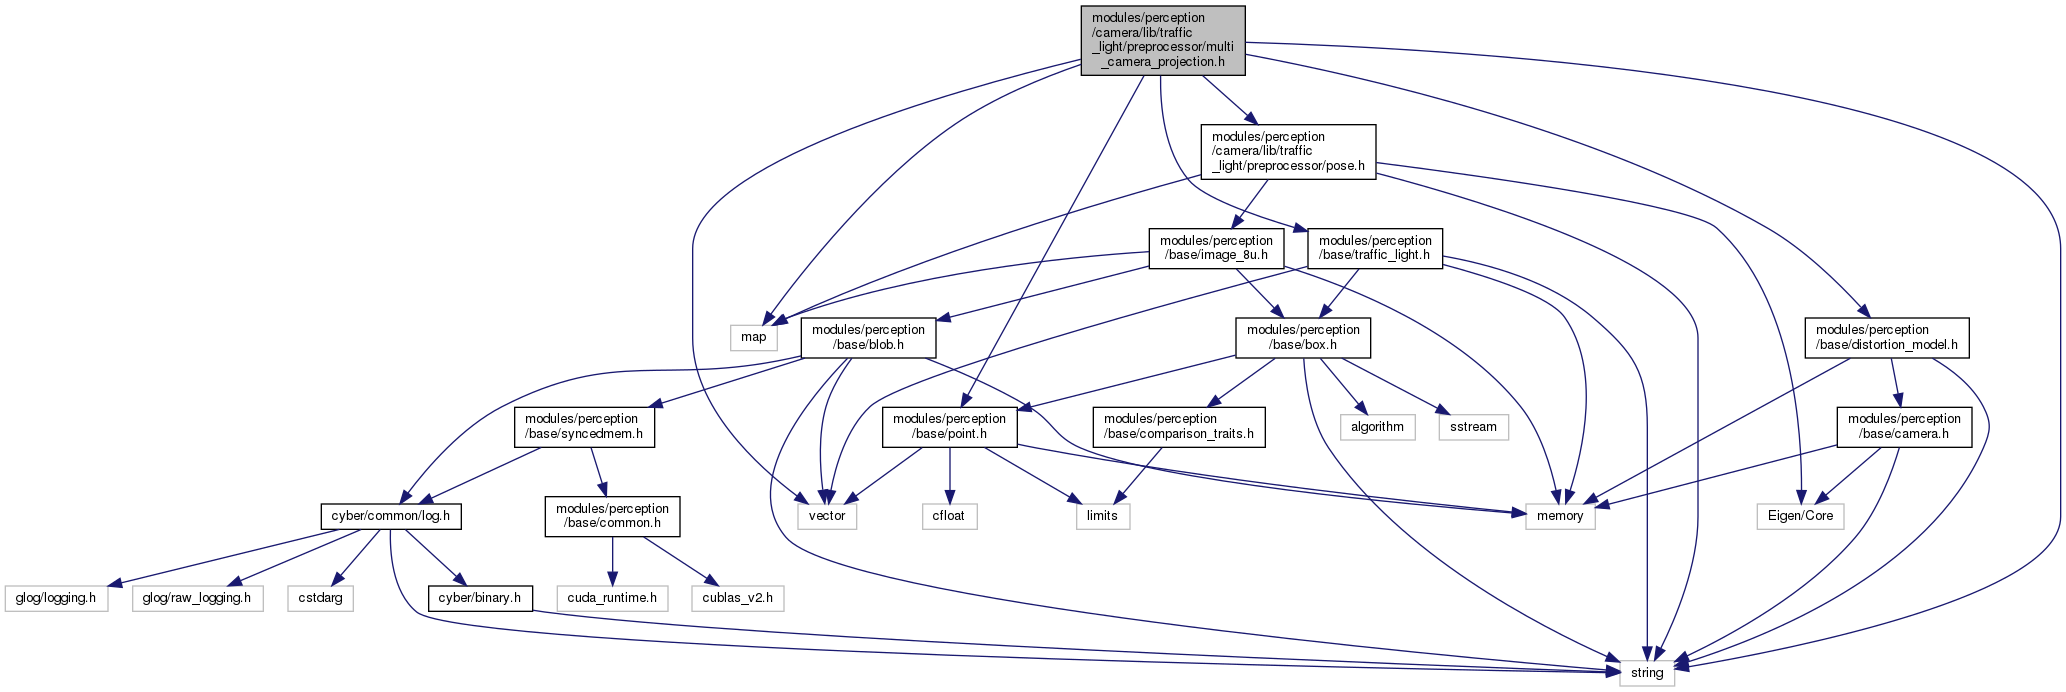 modules/perception
/camera/lib/traffic
_light/preprocessor/multi
_camera_projection.h
modules/perception
/camera/lib/traffic
_light/preprocessor/pose.h
modules/perception
/base/image_8u.h
modules/perception
/base/traffic_light.h
map
modules/perception
/base/blob.h
modules/perception
/base/box.h
modules/perception
/base/distortion_model.h
modules/perception
/base/syncedmem.h
modules/perception
/base/point.h
modules/perception
/base/comparison_traits.h
algorithm
sstream
modules/perception
/base/camera.h
cyber/common/log.h
modules/perception
/base/common.h
vector
cfloat
limits
memory
Eigen/Core
glog/logging.h
glog/raw_logging.h
cstdarg
cyber/binary.h
cuda_runtime.h
cublas_v2.h
string